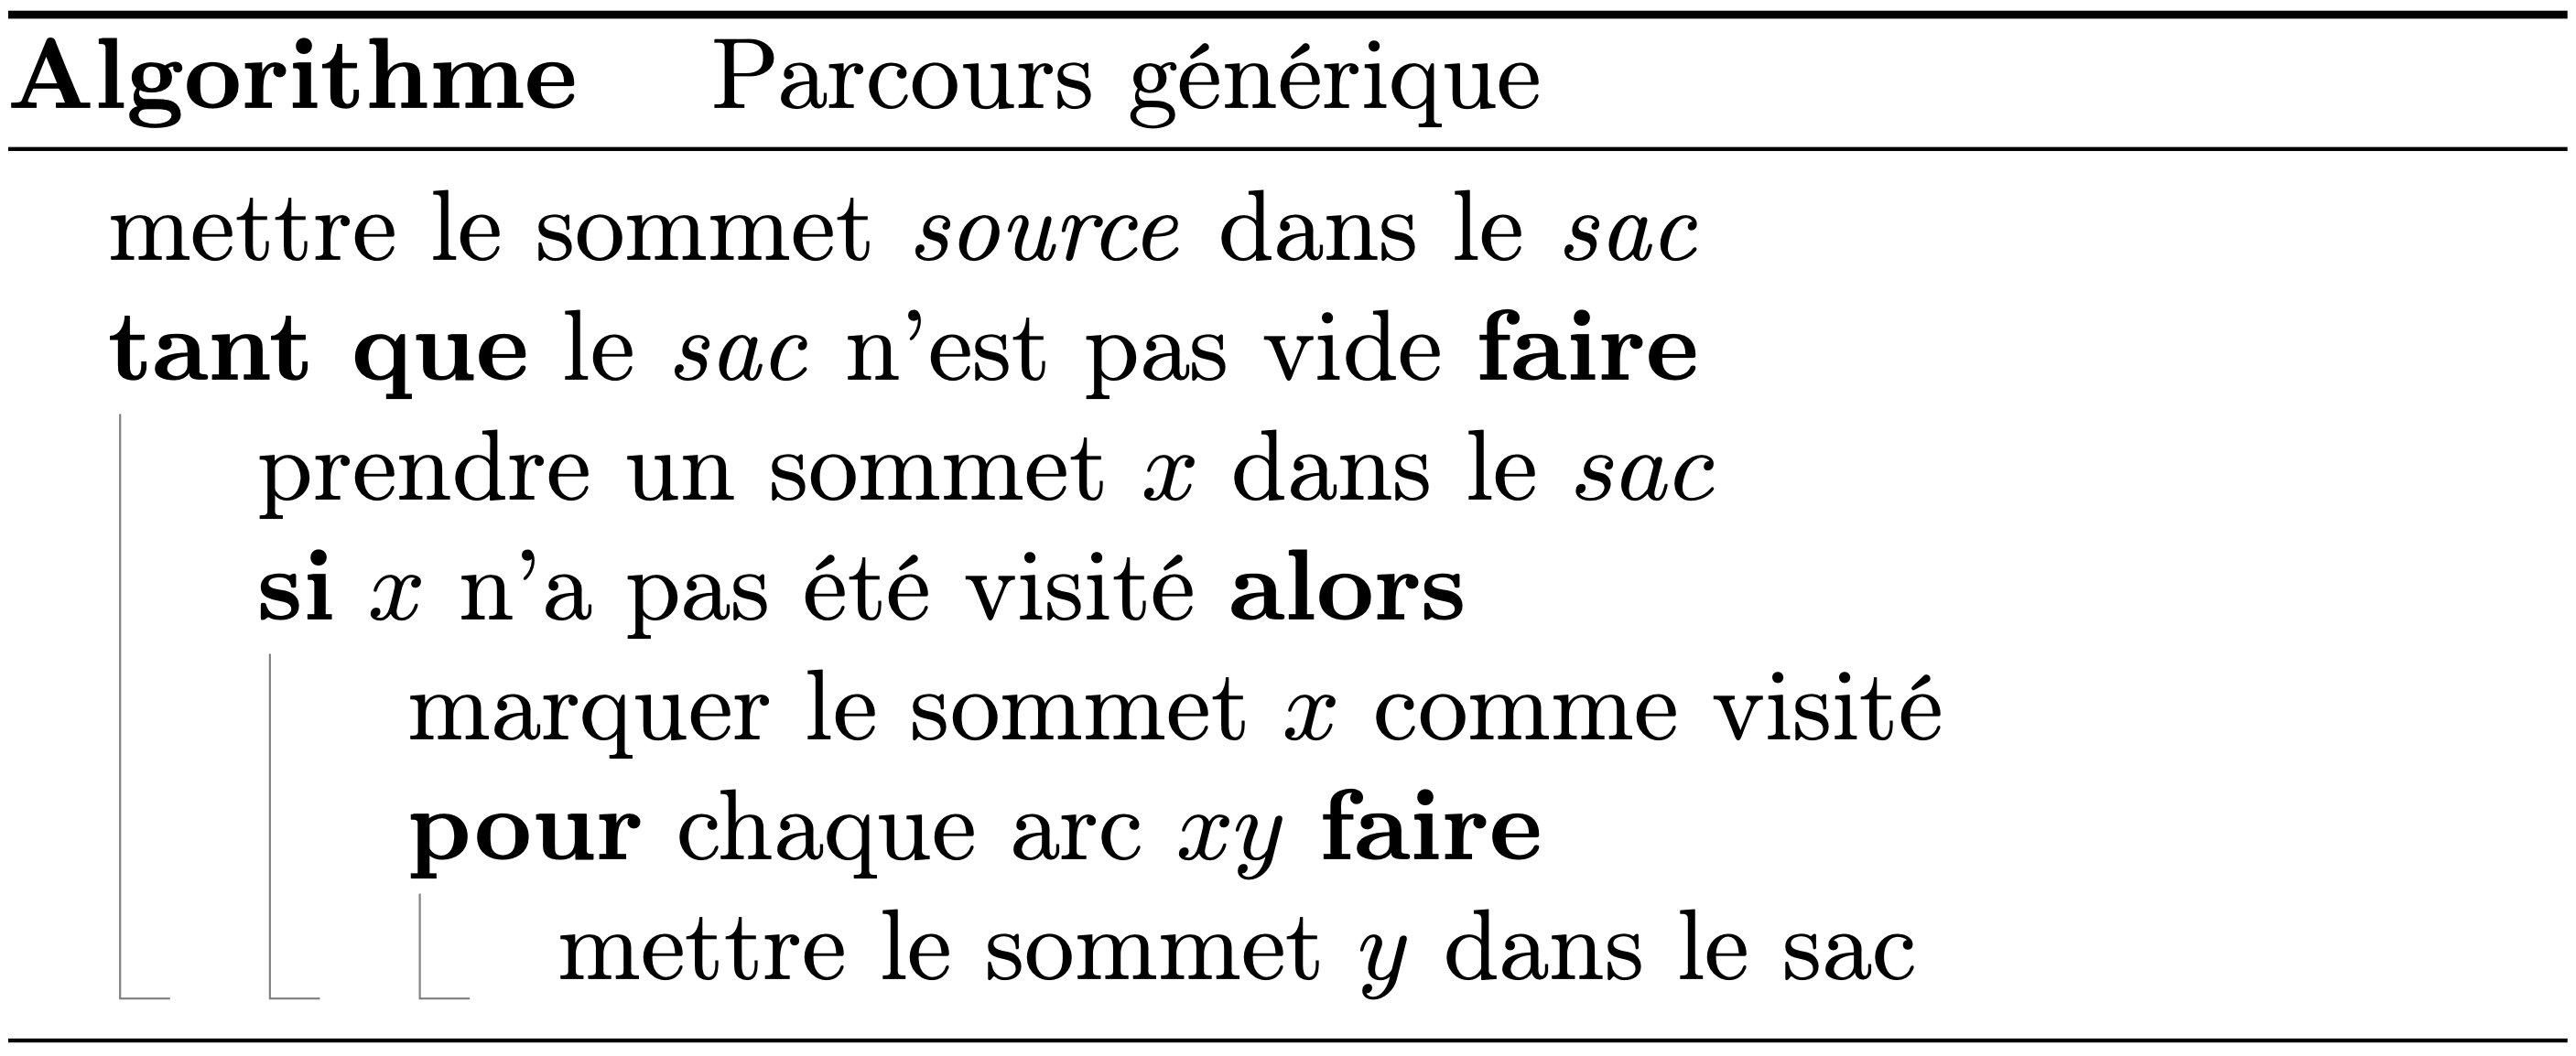 Algorithme Parcours générique
mettre le sommet source dans le sac
tant que le sac n’est pas vide faire
prendre un sommet x dans le sac
si x n’a pas été visité alors
marquer le sommet x comme visité
pour chaque arc xy faire
mettre le sommet y dans le sac